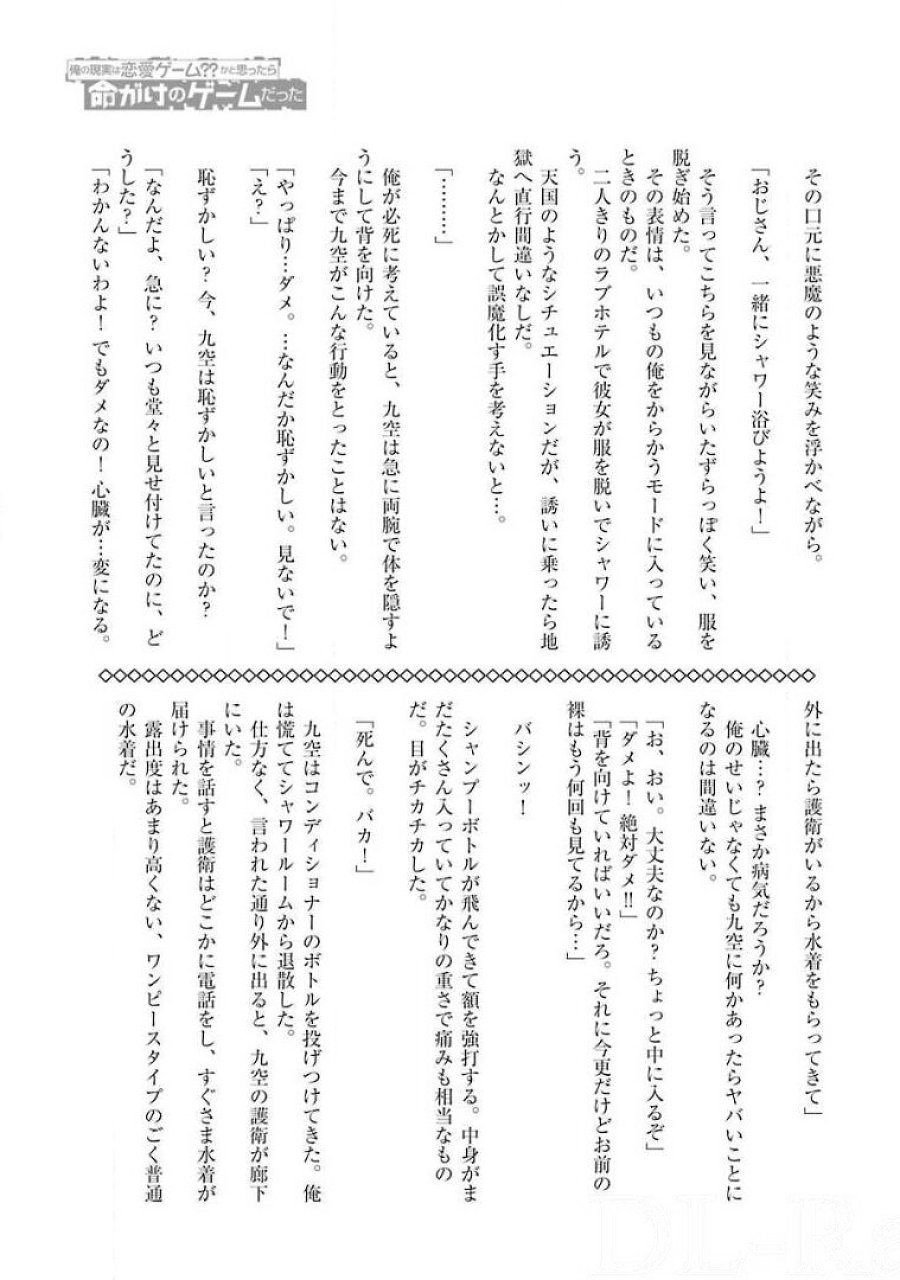 俺の現実は恋愛ゲーム??かと思ったら
命がけのゲームだった
その口元に悪魔のような笑みを浮かべながら。
「おじさん、一緒にシャワー浴びようよ！」
そう言ってこちらを見ながらいたずらっぽく笑い、服を
脱ぎ始めた。
その表情は、いつもの俺をからかうモードに入っている
ときのものだ。
二人きりのラブホテルで彼女が服を脱いでシャワーに誘
う。
天国のようなシチュエーションだが、誘いに乗ったら地
獄へ直行間違いなしだ。
なんとかして誤魔化す手を考えないと…。
「………」
俺が必死に考えていると、九空は急に両腕で体を隠すよ
うにして背を向けた。
今まで九空がこんな行動をとったことはない。
「やっぱり…ダメ。…なんだか恥ずかしい。見ないで！」
「え？」
恥ずかしい？今、九空は恥ずかしいと言ったのか？
「なんだよ、急に？いつも堂々と見せ付けてたのに、ど
うした？」
「わかんないわよ！でもダメなの！心臓が…変になる。
外に出たら護衛がいるから水着をもらってきて」
心臓…？まさか病気だろうか？
俺のせいじゃなくても九空に何かあったらヤバいことに
なるのは間違いない。
「お、おい。大丈夫なのか？ちょっと中に入るぞ」
「ダメよ！絶対ダメ!!」
「背を向けていればいいだろ。それに今更だけどお前の
裸はもう何回も見てるから…」
バシンッ！
シャンプーボトルが飛んできて額を強打する。中身がま
だたくさん入っていてかなりの重さで痛みも相当なもの
だ。目がチカチカした。
「死んで。バカ！」
九空はコンディショナーのボトルを投げつけてきた。俺
は慌ててシャワールームから退散した。
仕方なく、言われた通り外に出ると、九空の護衛が廊下
にいた。
事情を話すと護衛はどこかに電話をし、すぐさま水着が
届けられた。
露出度はあまり高くない、ワンピースタイプのごく普通
の水着だ。